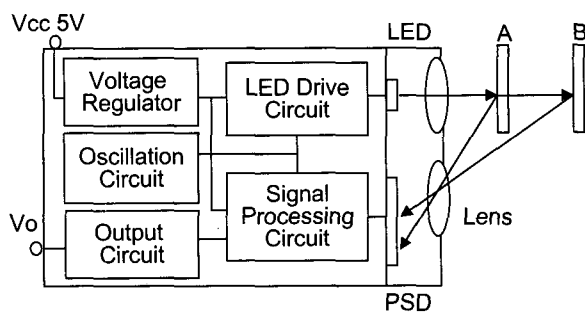 Vcc 5V
LED
A
B
Voltage
Regulator
LED Drive
Circuit
Oscillation
Circuit
Signal
Processing
Circuit
Vo
Output
Circuit
Lens
PSD